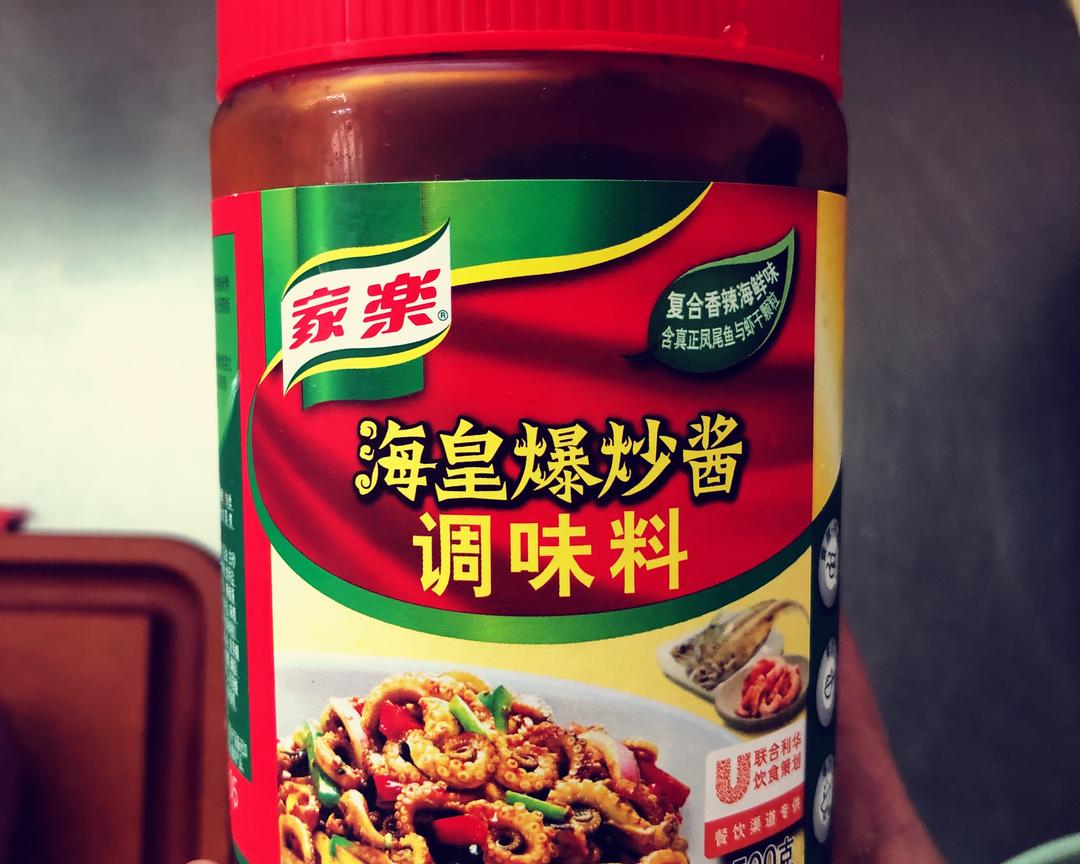 家楽®
复合香辣海鲜味
含真正凤尾鱼与虾干颗粒
海皇爆炒酱
调味料
联合利华
饮食策划
餐饮渠道专供